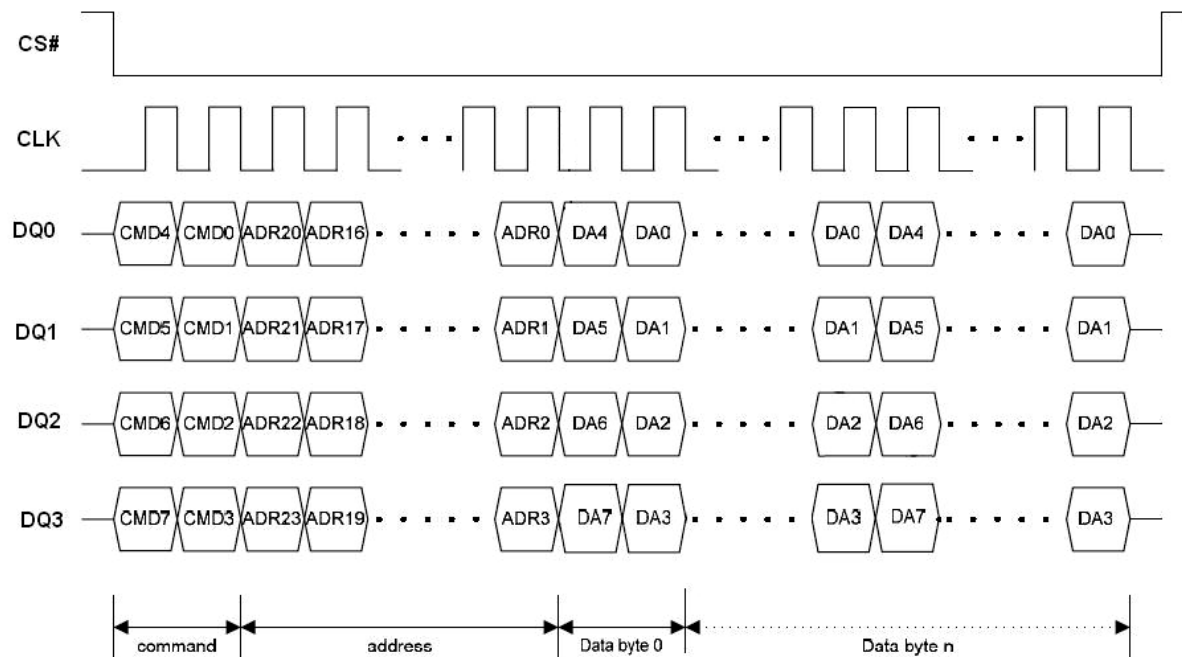 CS#
CLK
DQ0 CMD4 CMD0 ADR20 ADR16 ADR0 DA4 DA0 DA0 DA4 DA0
DQ1 CMD5 CMD1 ADR21 ADR17 ADR1 DA5 DA1 DA1 DA5 DA1
DQ2 CMD6 CMD2 ADR22 ADR18 ADR2 DA6 DA2 DA2 DA6 DA2
DQ3 CMD7 CMD3 ADR23 ADR19 ADR3 DA7 DA3 DA3 DA7 DA3
command address Data byte 0 Data byte n